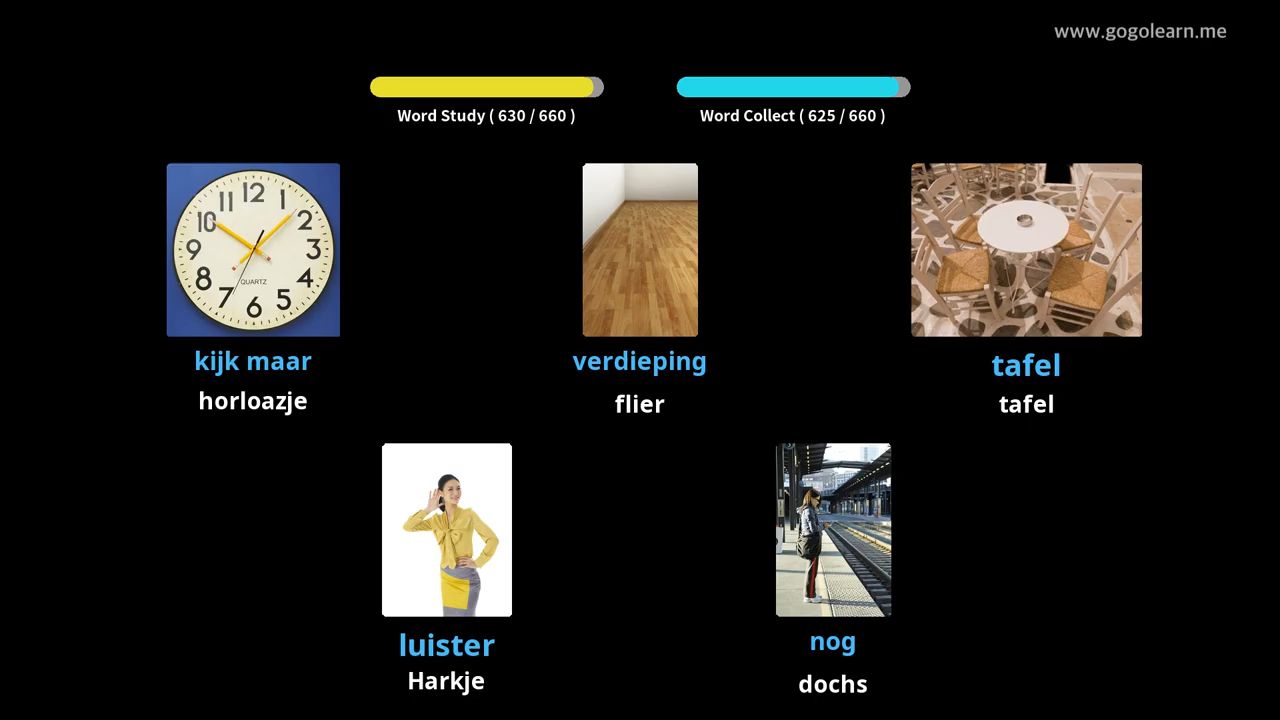 www.gogolearn.me
Word Study ( 630 / 660 )
Word Collect ( 625 / 660 )
12
11
1
10
2
9
3
8
4
QUARTZ
7
5
6
kijk maar
verdieping
tafel
horloazje
flier
tafel
luister
nog
Harkje
dochs